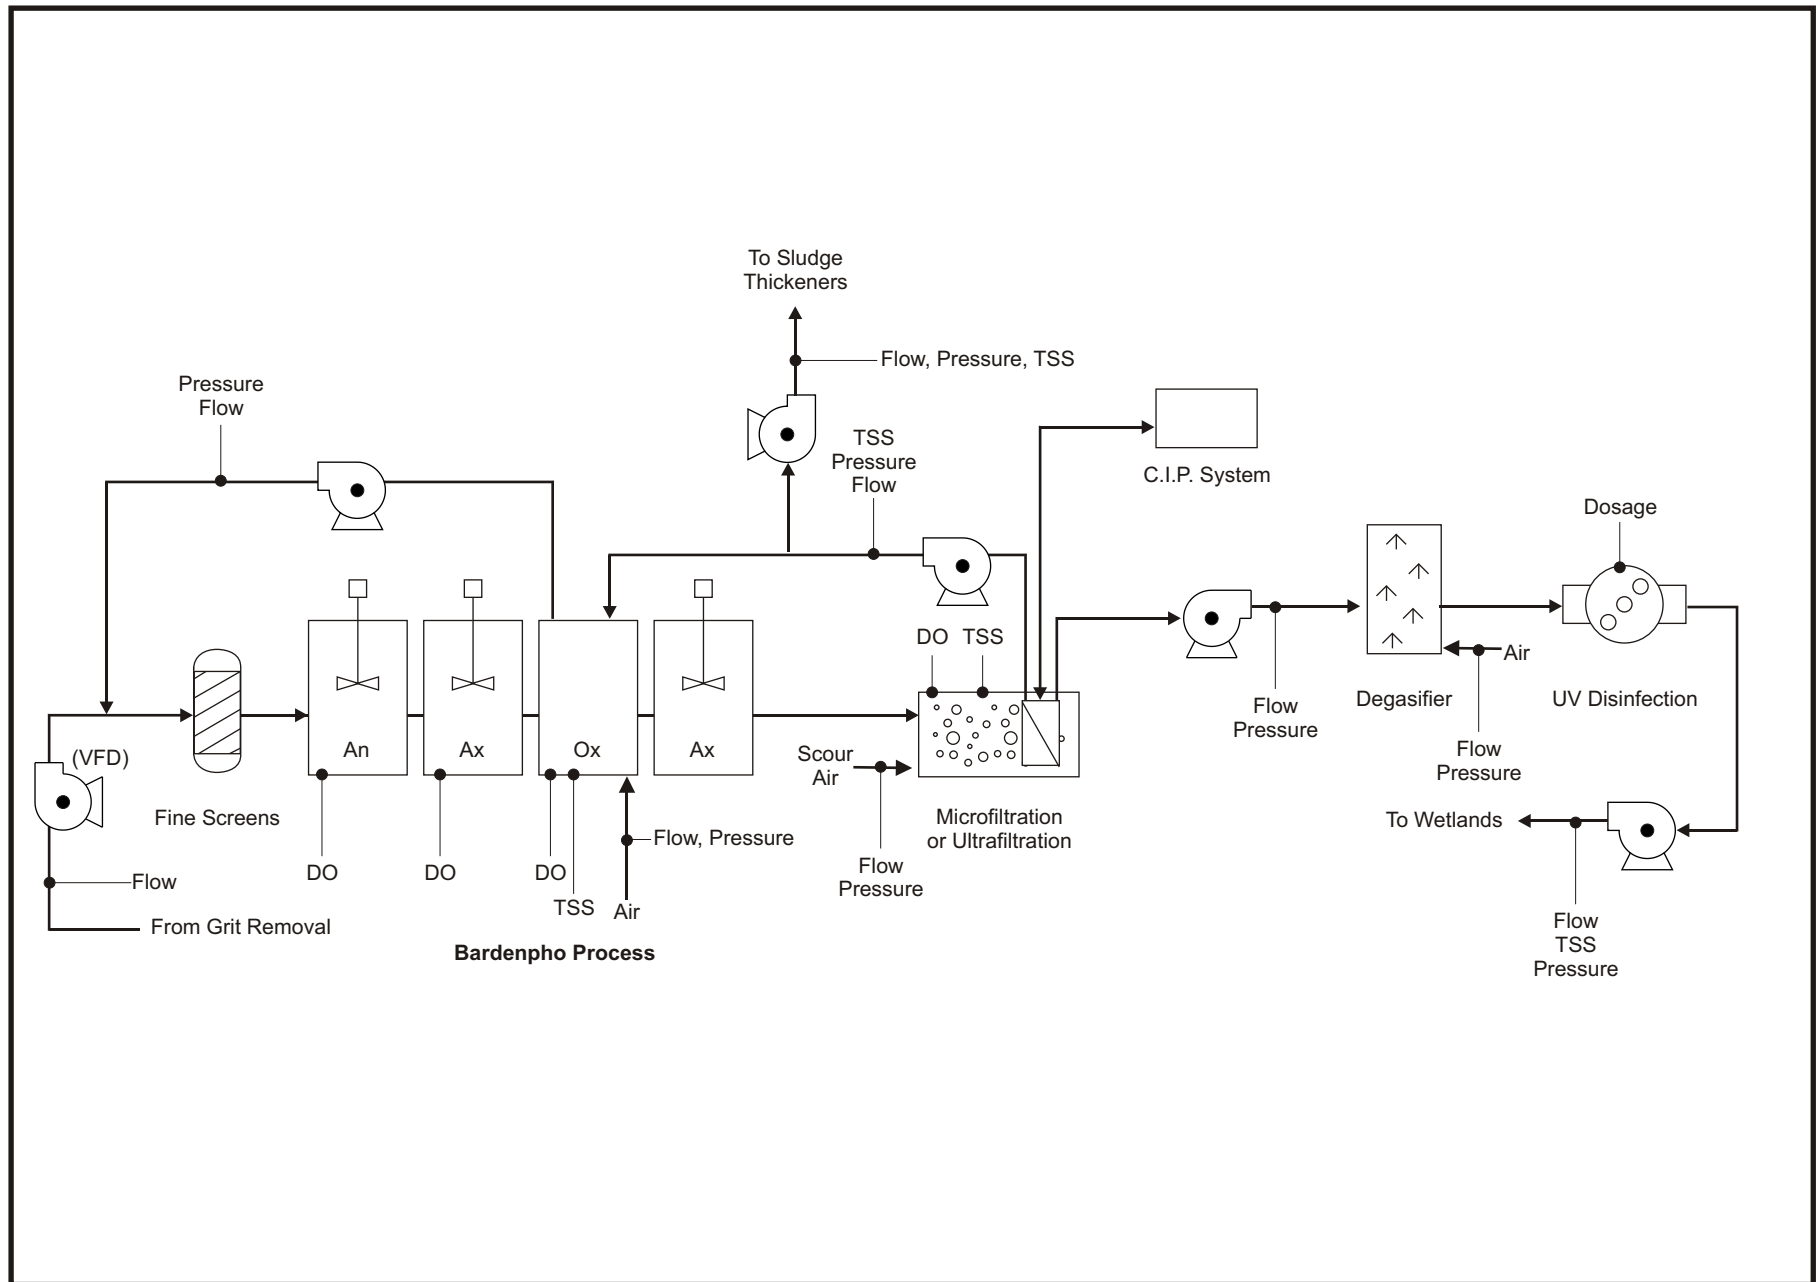 To Sludge
Thickeners
Flow, Pressure, TSS
Pressure
Flow
TSS
Pressure
Flow
C.I.P. System
Dosage
DO TSS
Air
Flow
Pressure
Degasifier
UV Disinfection
An
Ax
Ox
Ax
(VFD)
Scour
Air
Flow
Pressure
Fine Screens
Microfiltration
or Ultrafiltration
To Wetlands
Flow, Pressure
DO
DO
DO
Flow
Pressure
Flow
TSS
Air
From Grit Removal
Flow
TSS
Pressure
Bardenpho Process